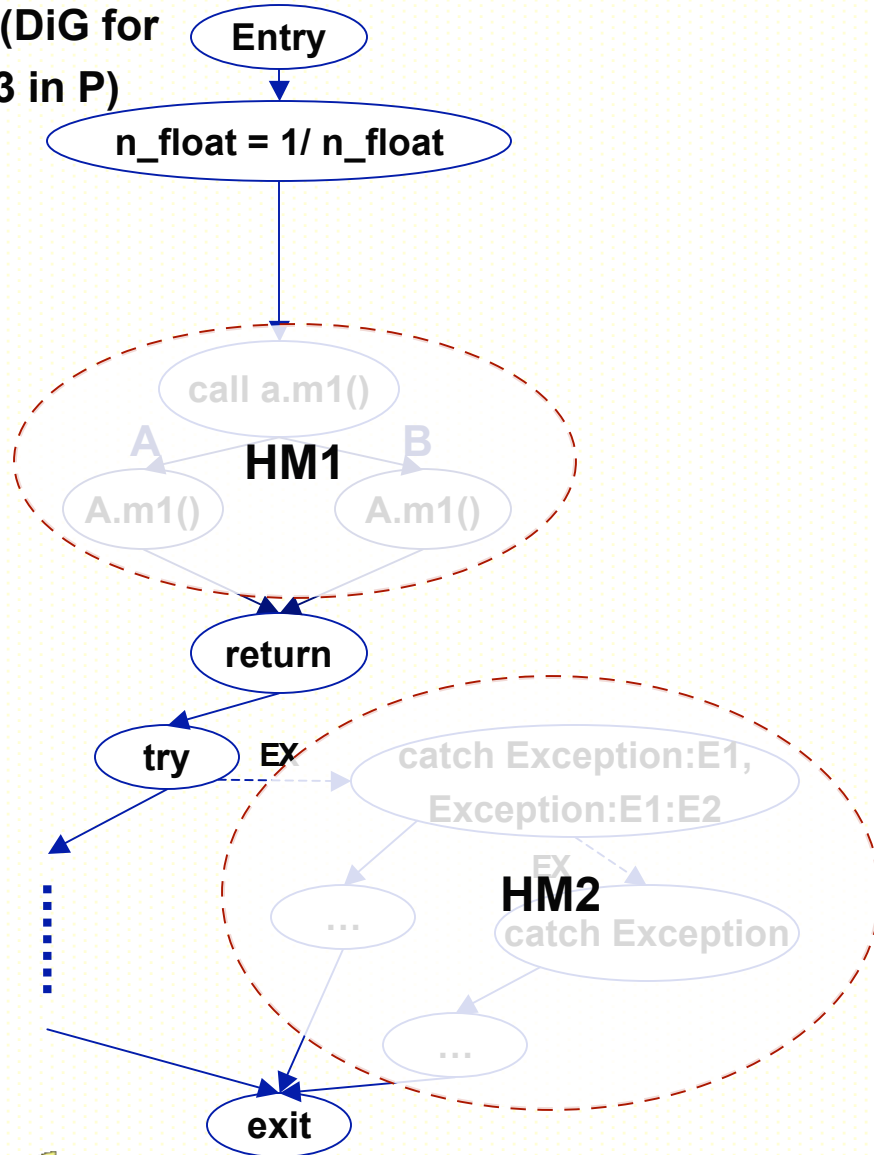 (DiG for
3 in P)
Entry
n_float = 1/ n_float
call a.m1()
A B
HM1
A.m1() A.m1()
return
try EX catch Exception:E1,
Exception:E1:E2
EX
HM2
… catch Exception
…
exit